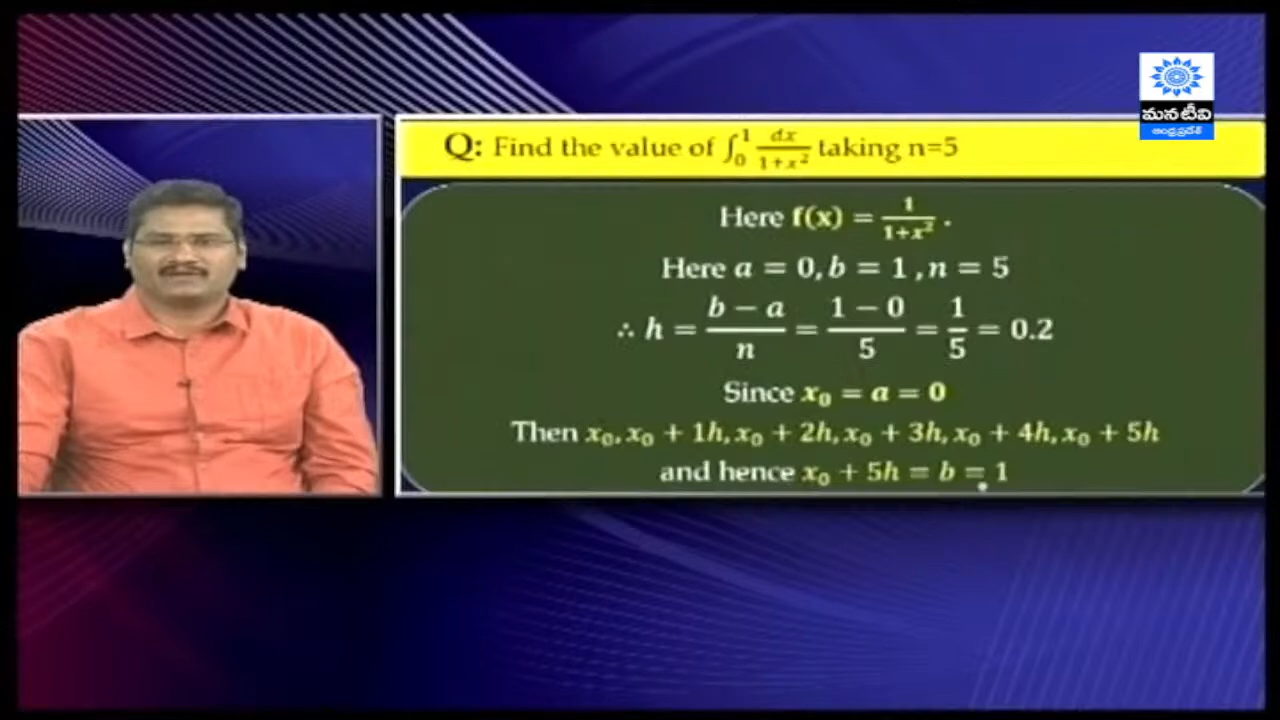 మన టీవి
ఆంధ్రప్రదేశ్
Q: Find the value of ∫₀¹ dx/(1+x²) taking n=5
Here f(x) = 1/(1+x²) .
Here a = 0, b = 1 , n = 5
∴ h = (b − a)/n = (1 − 0)/5 = 1/5 = 0.2
Since x₀ = a = 0
Then x₀, x₀ + 1h, x₀ + 2h, x₀ + 3h, x₀ + 4h, x₀ + 5h
and hence x₀ + 5h = b = 1